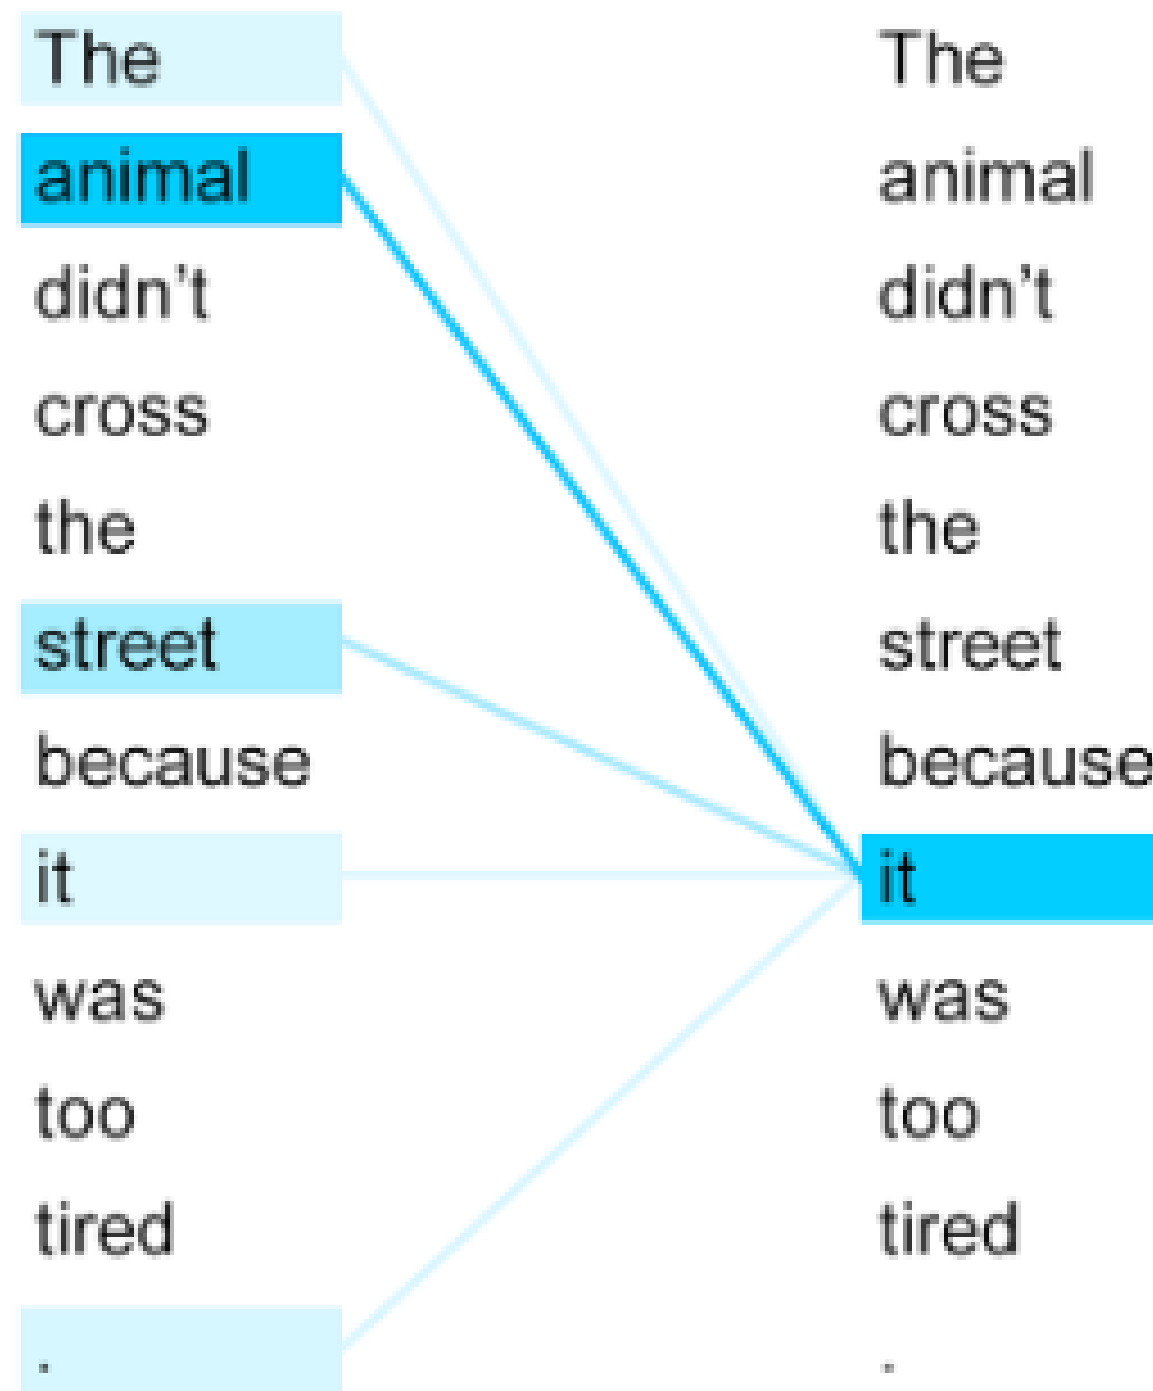 The The
animal animal
didn’t didn’t
cross cross
the the
street street
because because
it it
was was
too too
tired tired
. .